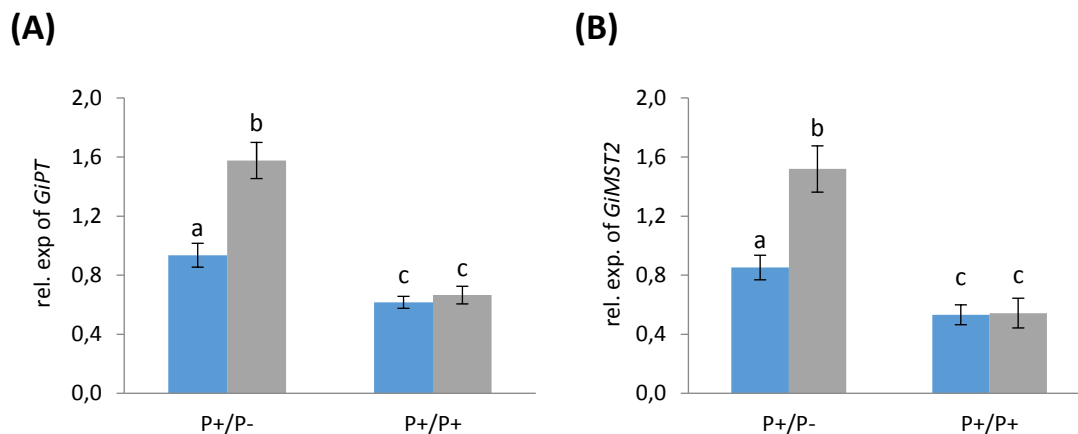 (A)
rel. exp of GiPT
2,0
1,6
1,2
0,8
0,4
0,0
a
b
c
c
P+/P-
P+/P+
(B)
rel. exp. of GiMST2
2,0
1,6
1,2
0,8
0,4
0,0
a
b
c
c
P+/P-
P+/P+